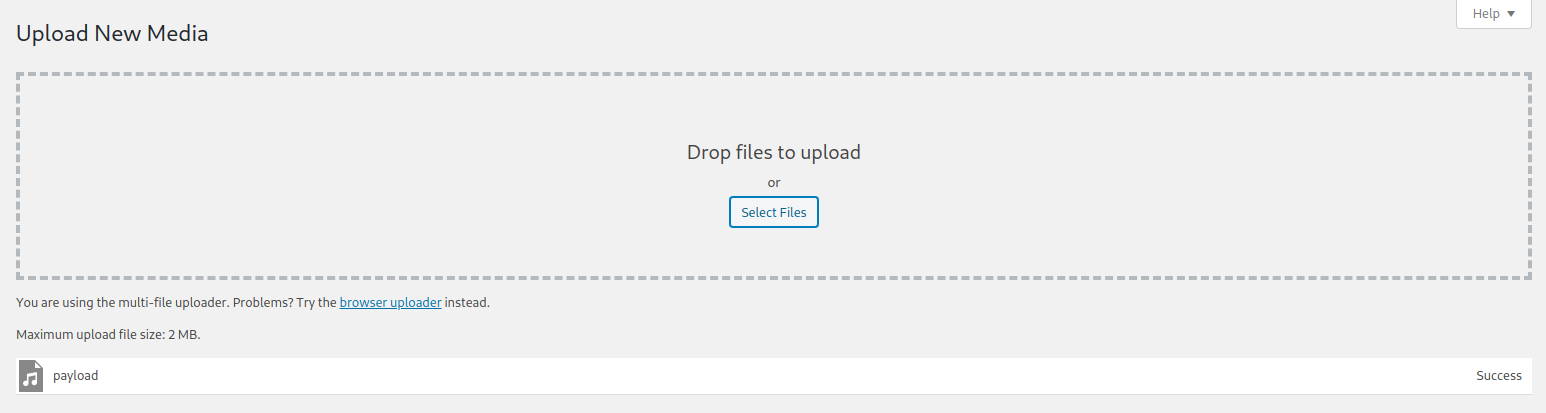 Help
Upload New Media
Drop files to upload
or
Select Files
You are using the multi-file uploader. Problems? Try the browser uploader instead.
Maximum upload file size: 2 MB.
payload Success